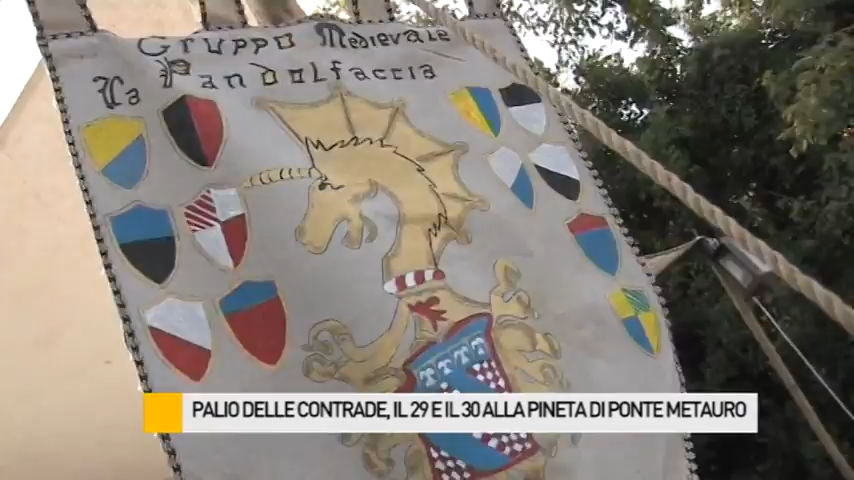 Gruppo Medievale
La Pandolfaccia
PALIO DELLE CONTRADE, IL 29 E IL 30 ALLA PINETA DI PONTE METAURO